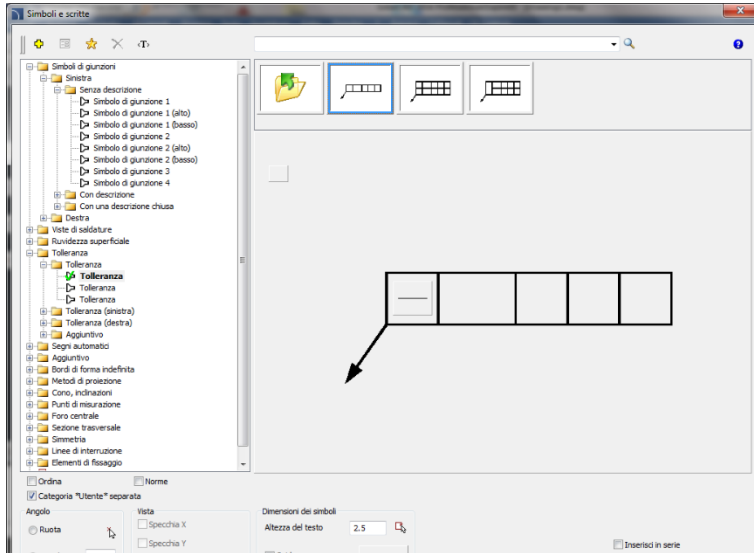 Simboli e scritte
‹T›
Simboli di giunzioni
Sinistra
Senza descrizione
Simbolo di giunzione 1
Simbolo di giunzione 1 (alto)
Simbolo di giunzione 1 (basso)
Simbolo di giunzione 2
Simbolo di giunzione 2 (alto)
Simbolo di giunzione 2 (basso)
Simbolo di giunzione 3
Simbolo di giunzione 4
Con descrizione
Con una descrizione chiusa
Destra
Viste di saldature
Ruvidezza superficiale
Tolleranza
Tolleranza
Tolleranza
Tolleranza
Tolleranza
Tolleranza (sinistra)
Tolleranza (destra)
Aggiuntivo
Segni automatici
Aggiuntivo
Bordi di forma indefinita
Metodi di proiezione
Cono, indinazioni
Punti di misurazione
Foro centrale
Sezione trasversale
Simmetria
Linee di interruzione
Elementi di fissaggio
Ordina Norme
Categoria "Utente" separata
Angolo Vista Dimensioni dei simboli
Ruota Specchia X Altezza del testo 2.5
Specchia Y Inserisci in serie